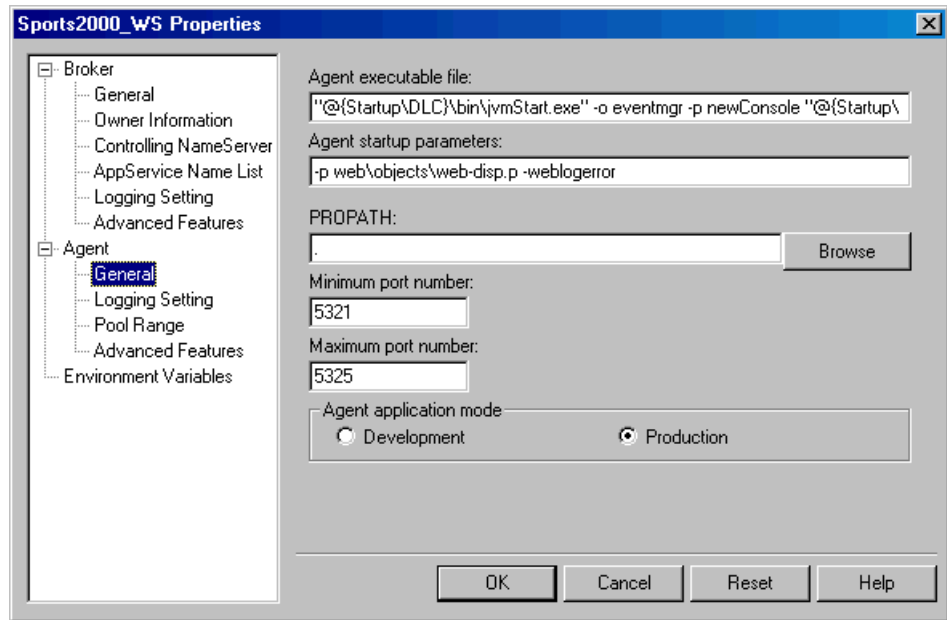 Sports2000_WS Properties
Broker
General
Owner Information
Controlling NameServer
AppService Name List
Logging Setting
Advanced Features
Agent
General
Logging Setting
Pool Range
Advanced Features
Environment Variables
Agent executable file:
"@{Startup\DLC}\bin\jvmStart.exe" -o eventmgr -p newConsole "@{Startup\
Agent startup parameters:
-p web\objects\web-disp.p -weblogerror
PROPATH:
.
Browse
Minimum port number:
5321
Maximum port number:
5325
Agent application mode
Development Production
OK Cancel Reset Help